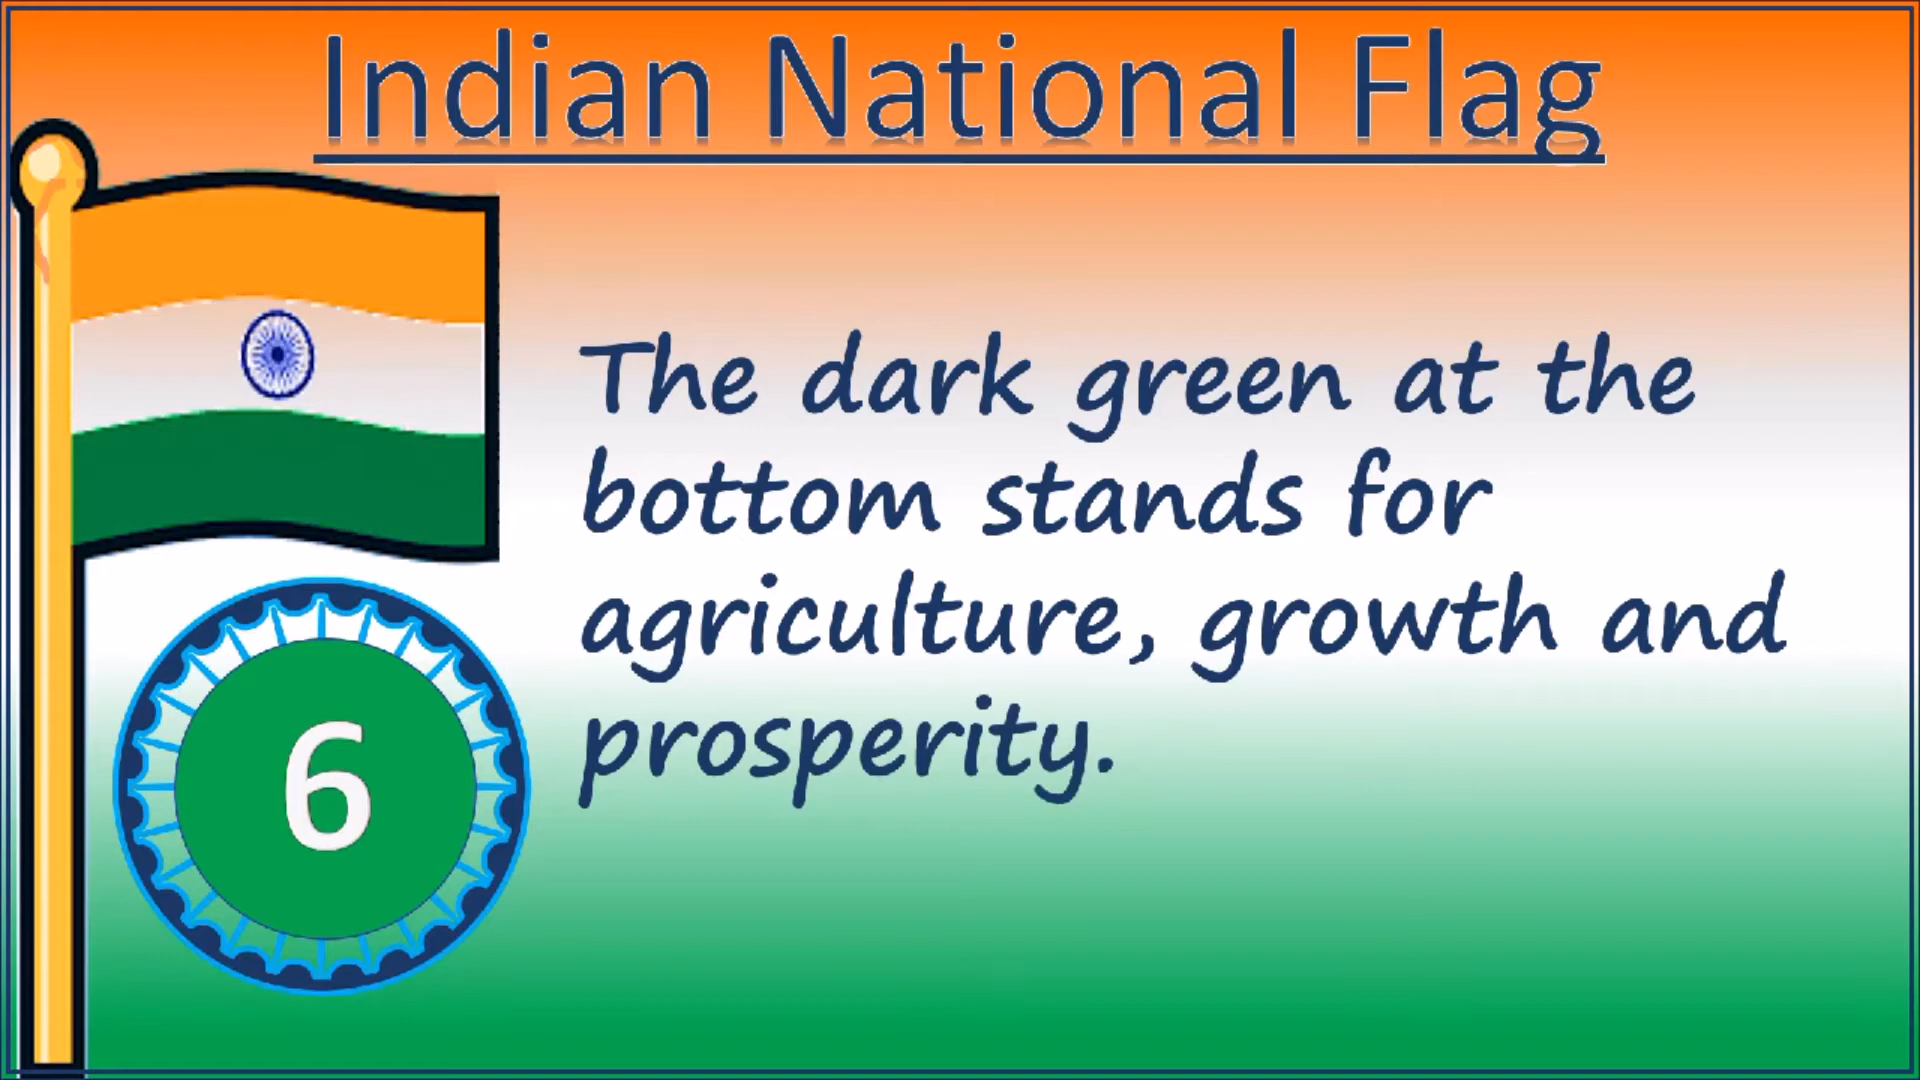 Indian National Flag
The dark green at the
bottom stands for
agriculture, growth and
prosperity.
6